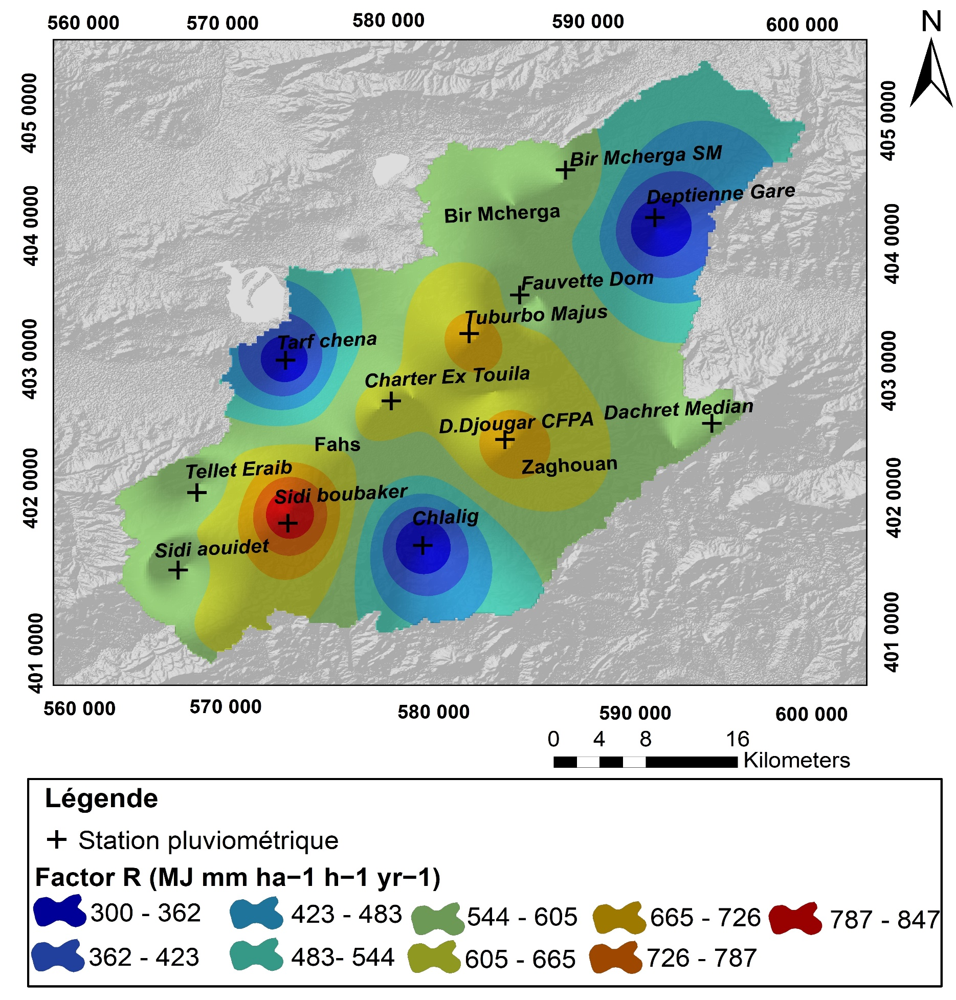 560 000 570 000 580 000 590 000 600 000
N
405 0000
405 0000
Bir Mcherga SM
Deptienne Gare
404 0000
404 0000
Bir Mcherga
Fauvette Dom
Tuburbo Majus
403 0000
403 0000
Tarf chena
Charter Ex Touila
Dachret Median
D.Djougar CFPA
Fahs
Zaghouan
402 0000
402 0000
Tellet Eraib
Sidi boubaker
Chlalig
Sidi aouidet
401 0000
401 0000
560 000 570 000 580 000 590 000 600 000
0 4 8 16
Kilometers
Légende
Station pluviométrique
Factor R (MJ mm ha−1 h−1 yr−1)
300 - 362 423 - 483 544 - 605 665 - 726 787 - 847
362 - 423 483- 544 605 - 665 726 - 787